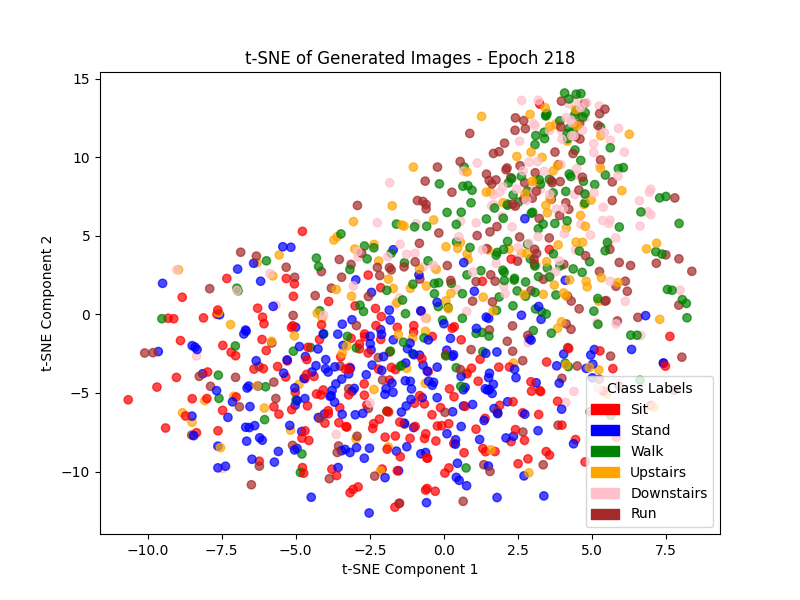 t-SNE of Generated Images - Epoch 218
15
10
5
0
−5
−10
t-SNE Component 2
Class Labels
Sit
Stand
Walk
Upstairs
Downstairs
Run
−10.0 −7.5 −5.0 −2.5 0.0 2.5 5.0 7.5
t-SNE Component 1